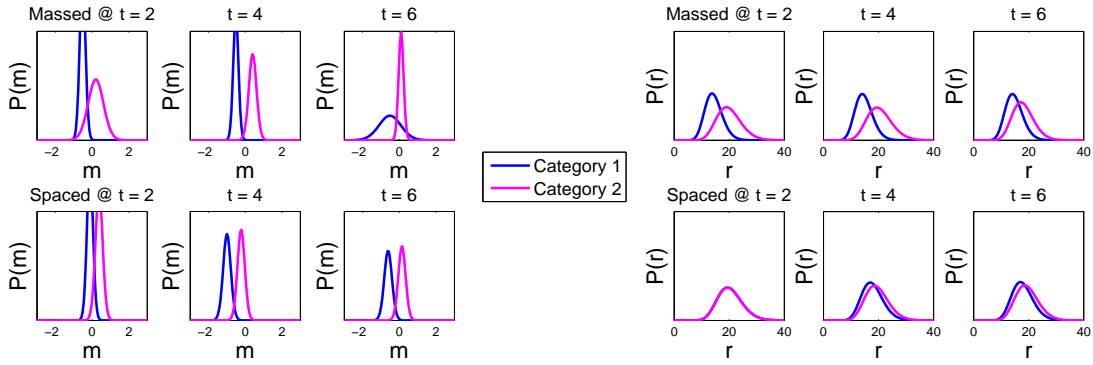 Massed @ t = 2
t = 4
t = 6
P(m)
P(m)
P(m)
−2 0 2
−2 0 2
−2 0 2
m
m
m
Spaced @ t = 2
t = 4
t = 6
P(m)
P(m)
P(m)
−2 0 2
−2 0 2
−2 0 2
m
m
m
Category 1
Category 2
Massed @ t = 2
t = 4
t = 6
P(r)
P(r)
P(r)
0 20 40
0 20 40
0 20 40
r
r
r
Spaced @ t = 2
t = 4
t = 6
P(r)
P(r)
P(r)
0 20 40
0 20 40
0 20 40
r
r
r